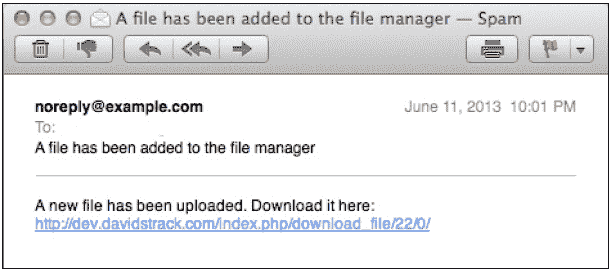 A file has been added to the file manager — Spam
noreply@example.com June 11, 2013 10:01 PM
To:
A file has been added to the file manager
A new file has been uploaded. Download it here:
http://dev.davidstrack.com/index.php/download_file/22/0/